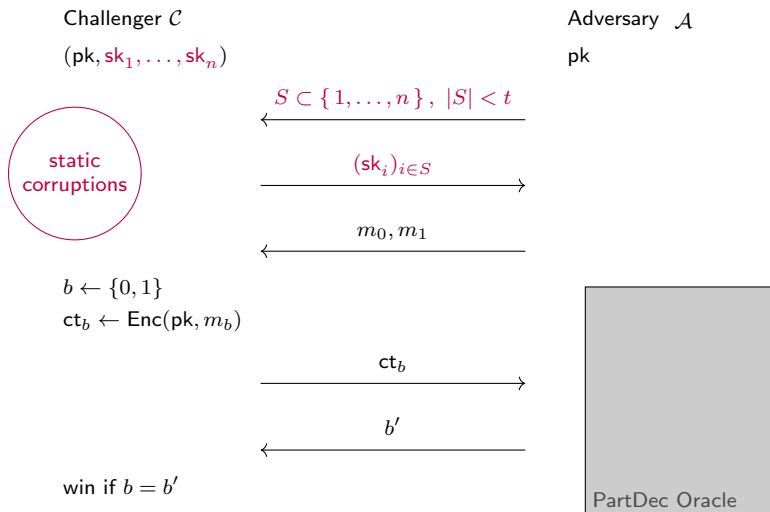 Challenger 𝒞 Adversary 𝒜
(pk, sk₁, …, skₙ) pk
S ⊂ { 1, …, n }, |S| < t
static
corruptions
(skᵢ)ᵢ∈S
m₀, m₁
b ← {0, 1}
ct_b ← Enc(pk, m_b)
ct_b
b′
win if b = b′
PartDec Oracle